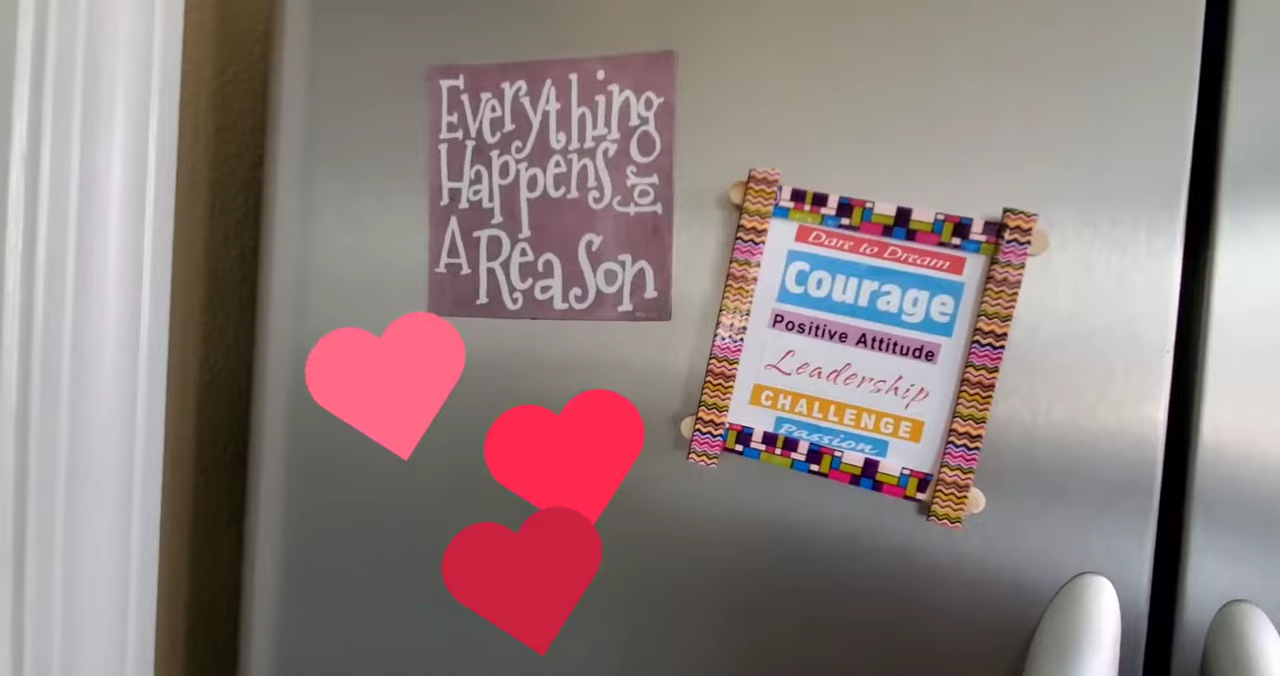 Everything
Happens for
A Reason
Dare to Dream
Courage
Positive Attitude
Leadership
CHALLENGE
Passion